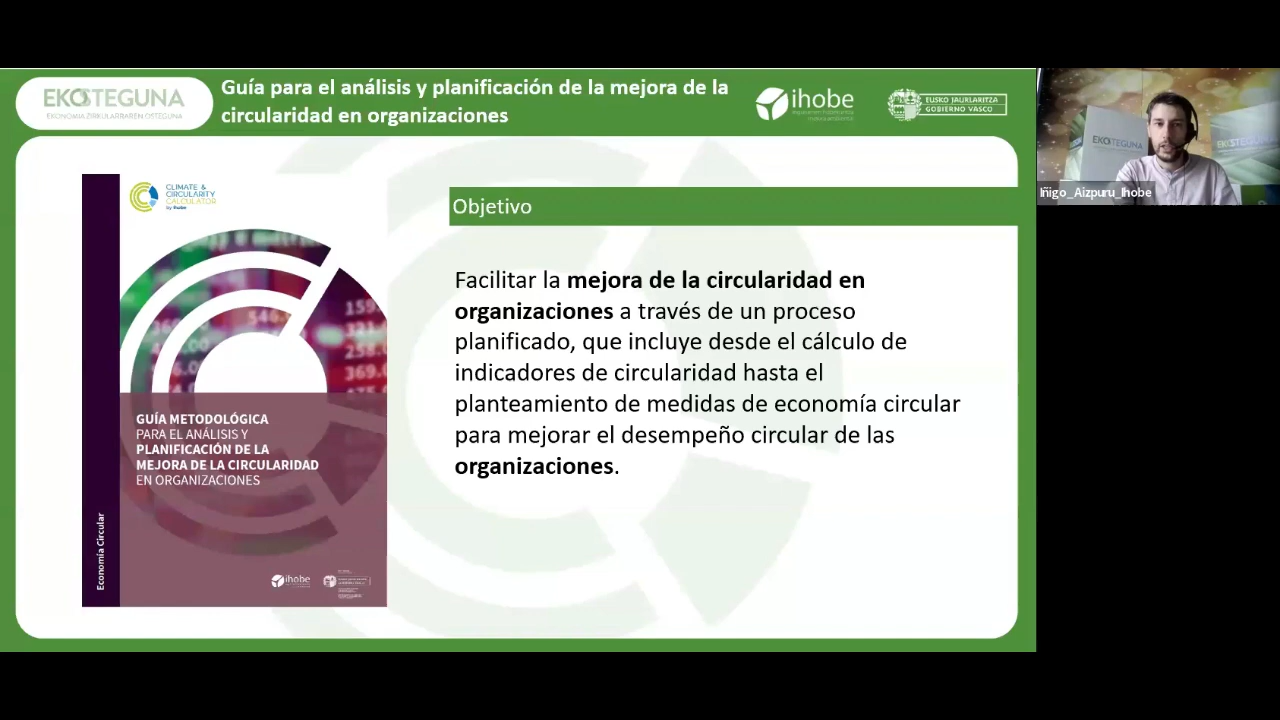 EKOSTEGUNA
EKONOMIA ZIRKULARRAREN OSTEGUNA
Guía para el análisis y planificación de la mejora de la
circularidad en organizaciones
ihobe
EUSKO JAURLARITZA
GOBIERNO VASCO
EKOSTEGUNA
Iñigo_Aizpuru_Ihobe
CLIMATE &
CIRCULARITY
CALCULATOR
by ihobe
GUÍA METODOLÓGICA
PARA EL ANÁLISIS Y
PLANIFICACIÓN DE LA
MEJORA DE LA CIRCULARIDAD
EN ORGANIZACIONES
Economía Circular
ihobe
Objetivo
Facilitar la mejora de la circularidad en
organizaciones a través de un proceso
planificado, que incluye desde el cálculo de
indicadores de circularidad hasta el
planteamiento de medidas de economía circular
para mejorar el desempeño circular de las
organizaciones.